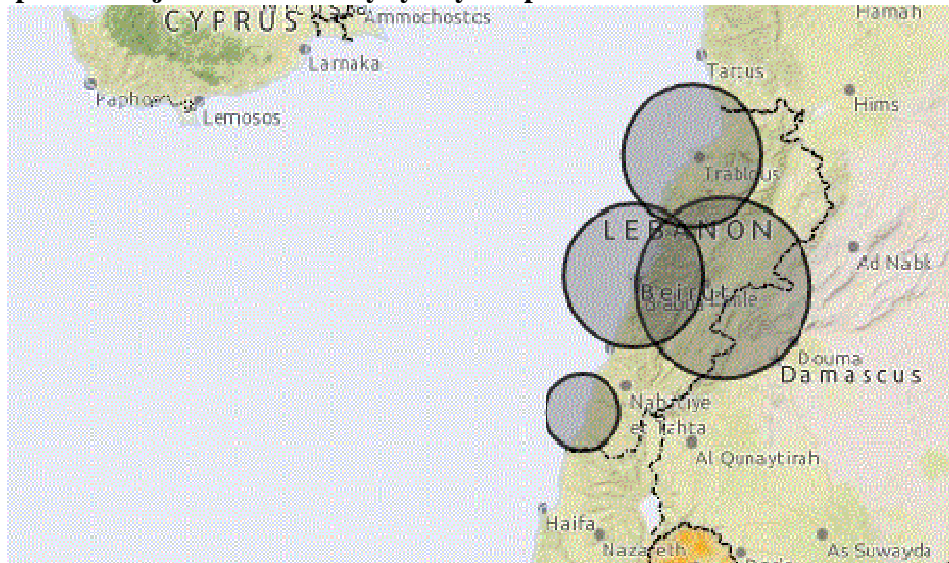 CYPRUS
Ammochostos
Hamah
Larnaka
Tartus
Paphos
Hims
Lemosos
Tirablous
LEBANON
Ad Nabk
Beirut
Douma
Damascus
Nabatiye
et Tahta
Al Qunaytirah
Haifa
Nazareth
As Suwayda